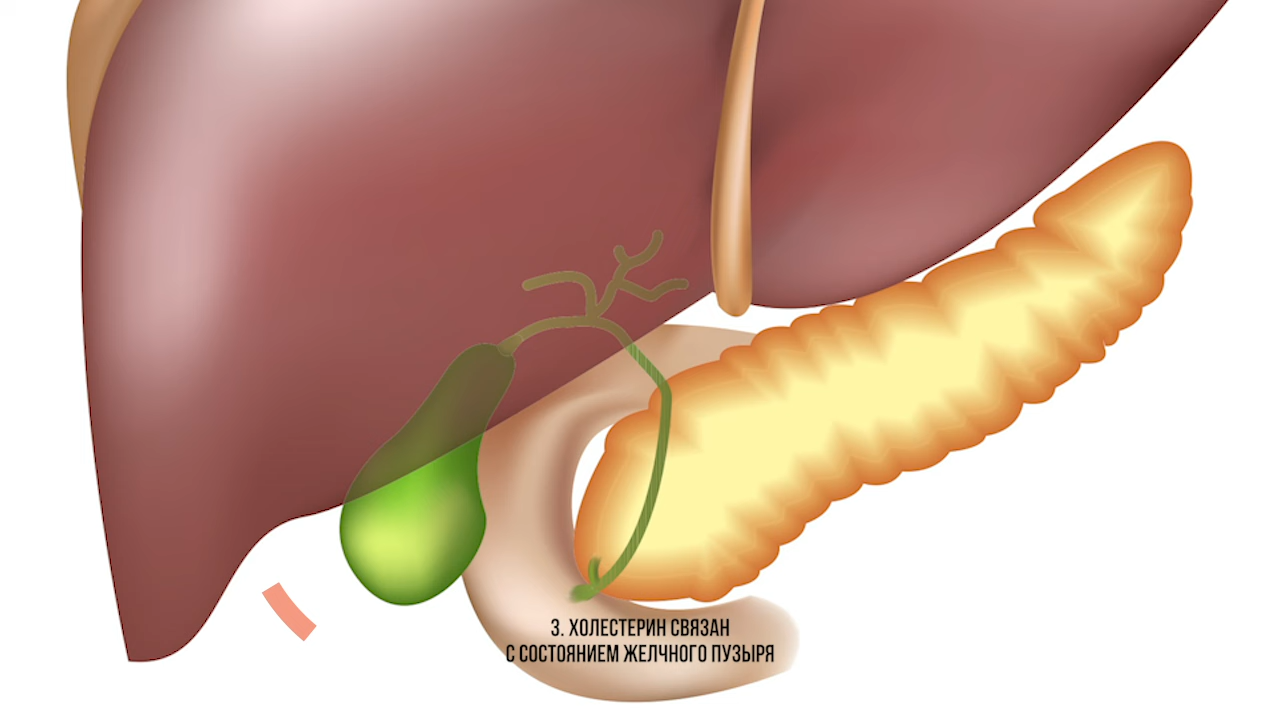 3. ХОЛЕСТЕРИН СВЯЗАН
С СОСТОЯНИЕМ ЖЕЛЧНОГО ПУЗЫРЯ